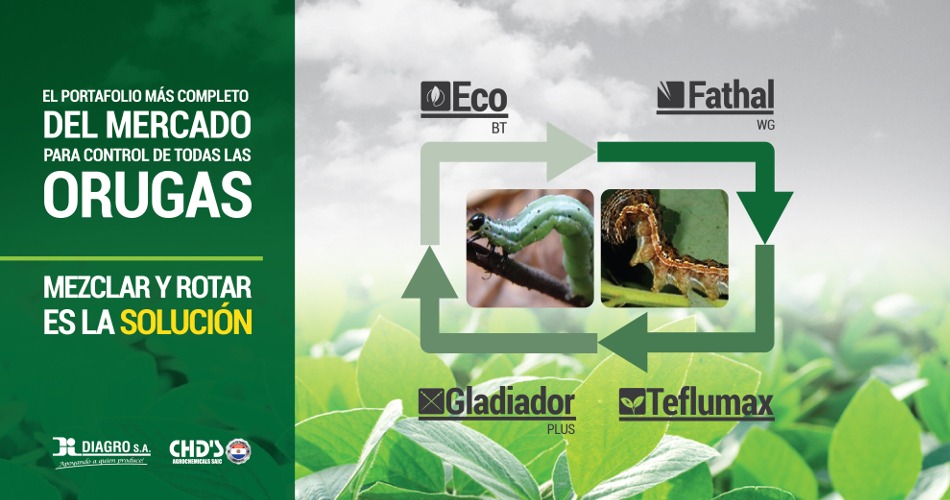 EL PORTAFOLIO MÁS COMPLETO
DEL MERCADO
PARA CONTROL DE TODAS LAS
ORUGAS
MEZCLAR Y ROTAR
ES LA SOLUCIÓN
DIAGRO S.A.
Apoyando a quien produce!
CHD'S
AGROCHEMICALS SAIC
Eco
BT
Fathal
WG
Gladiador
PLUS
Teflumax